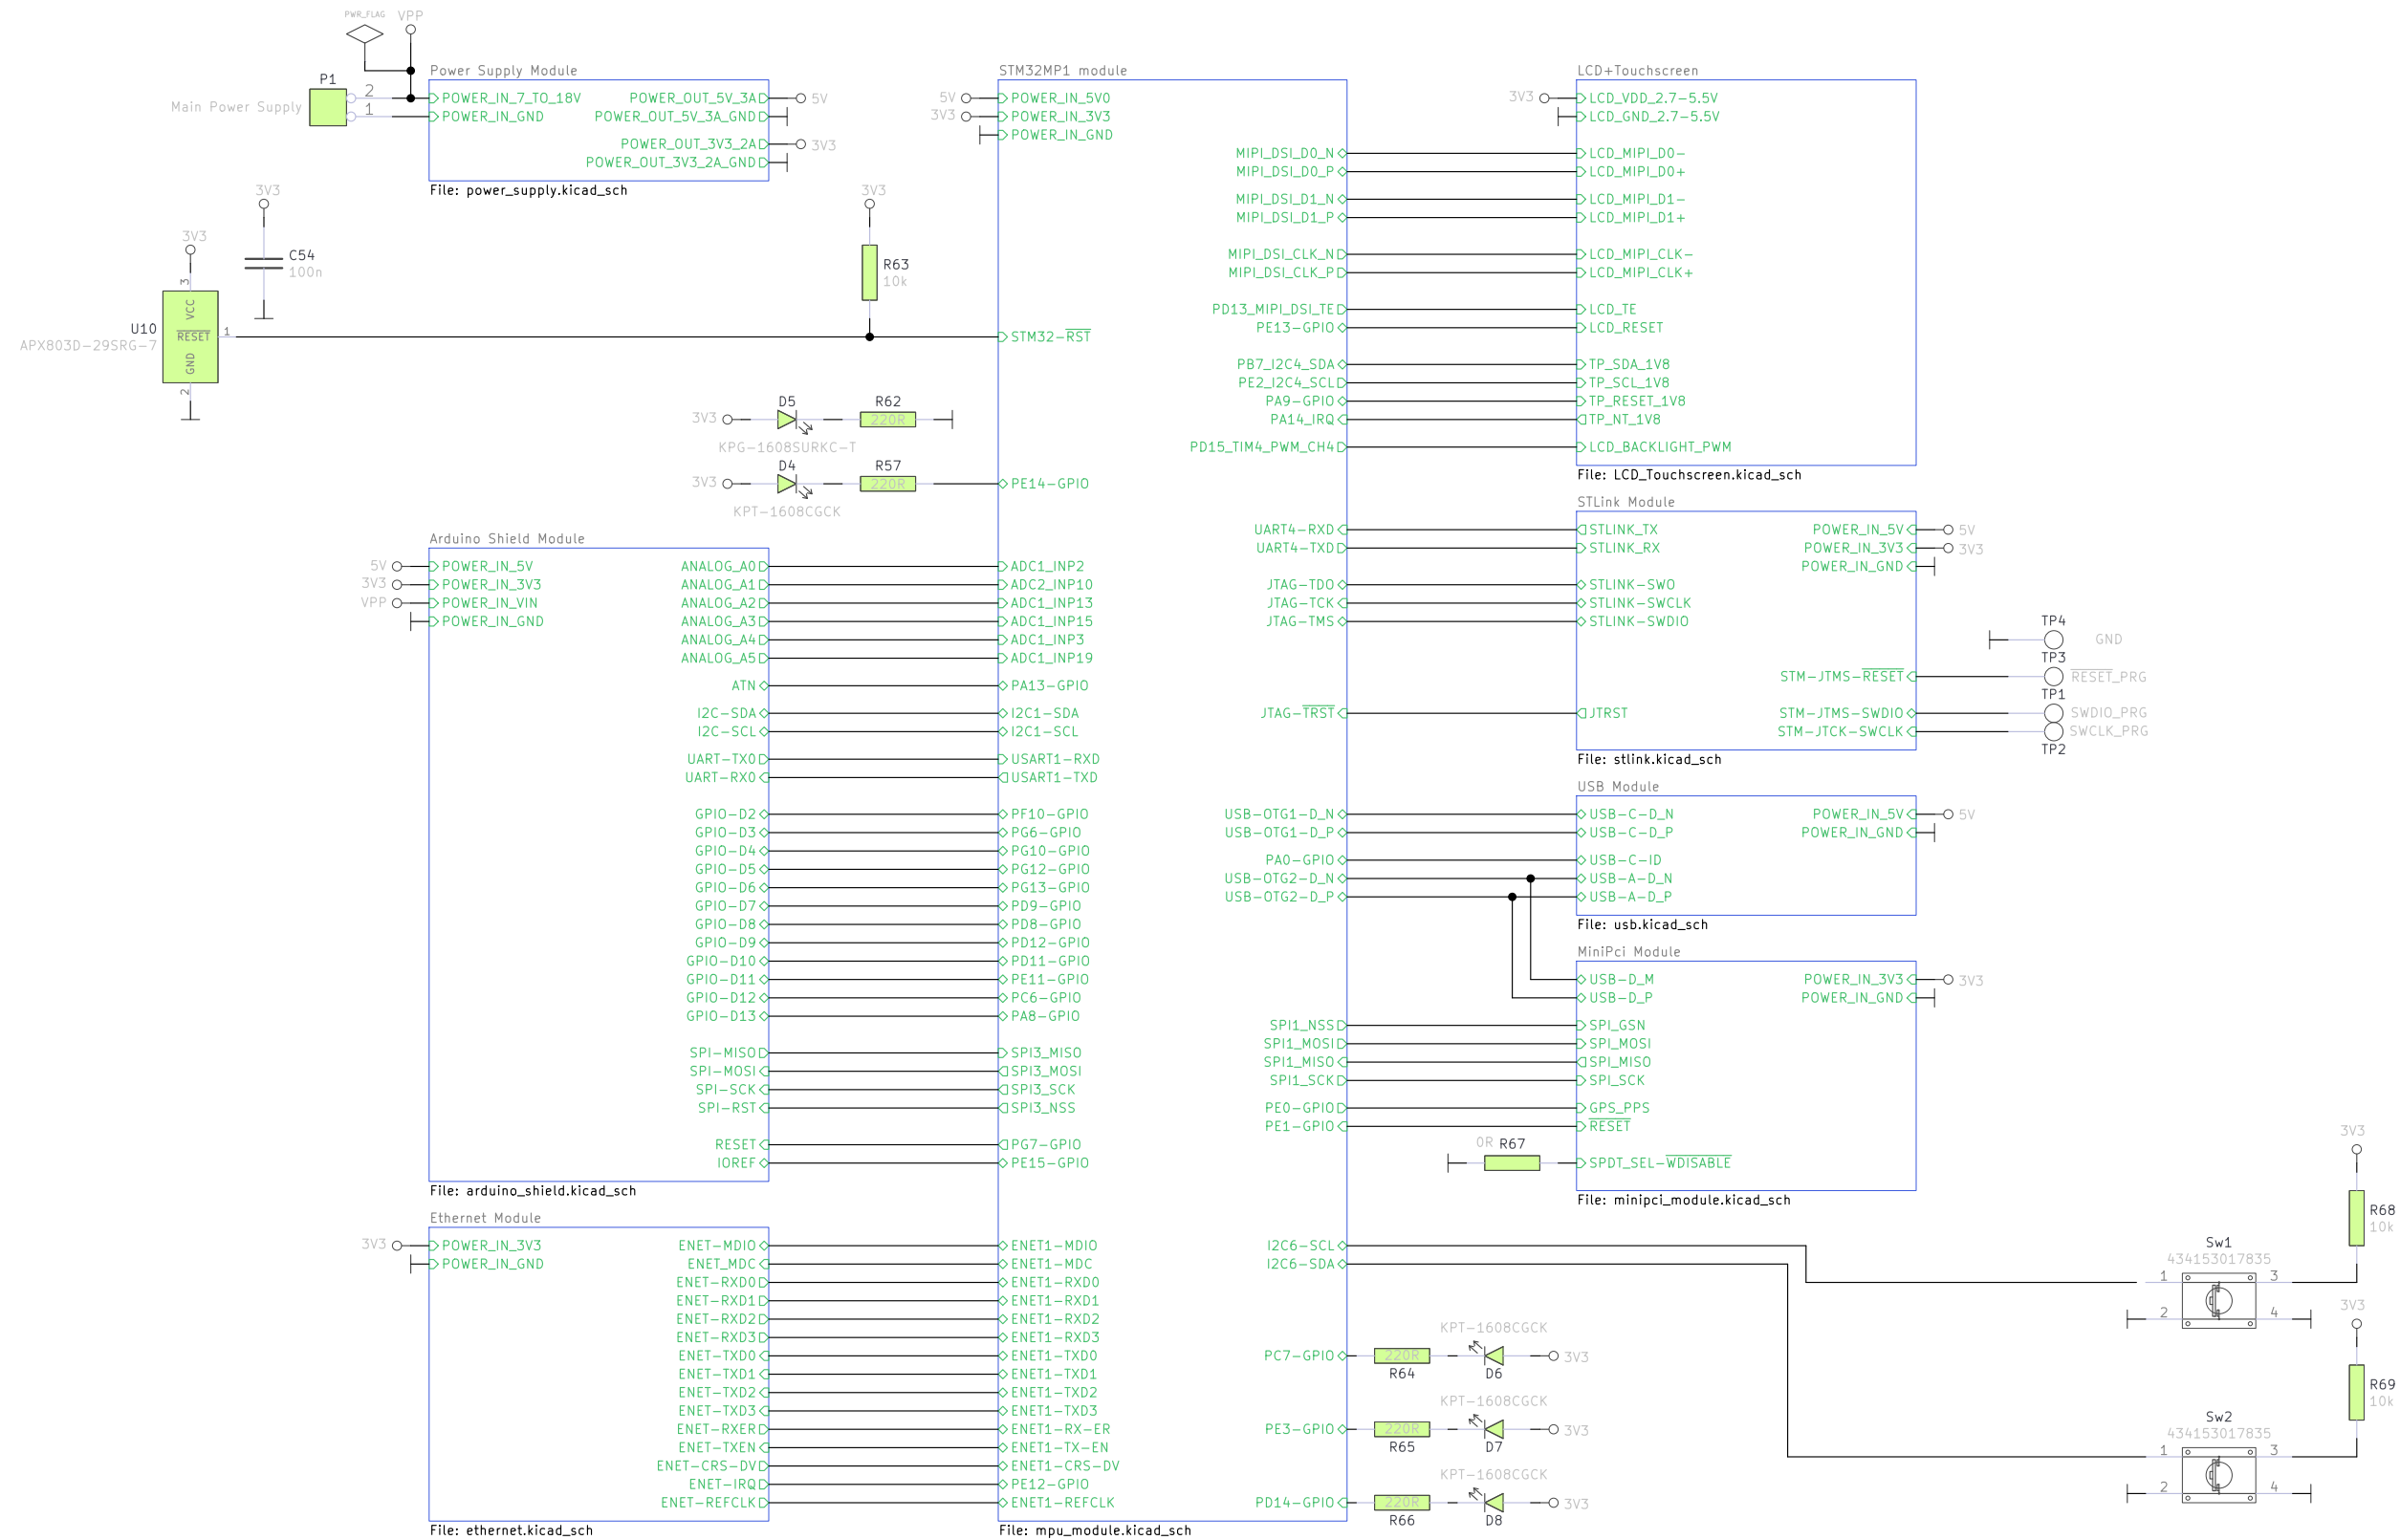 PWR_FLAG
VPP
P1
2
1
Main Power Supply
Power Supply Module
POWER_IN_7_TO_18V
POWER_IN_GND
POWER_OUT_5V_3A
POWER_OUT_5V_3A_GND
POWER_OUT_3V3_2A
POWER_OUT_3V3_2A_GND
5V
3V3
File: power_supply.kicad_sch
3V3
C54
100n
3V3
3
VCC
RESET
1
GND
2
U10
APX803D-29SRG-7
3V3
R63
10k
3V3
D5
KPG-1608SURKC-T
R62
220R
3V3
D4
KPT-1608CGCK
R57
220R
Arduino Shield Module
5V
3V3
VPP
POWER_IN_5V
POWER_IN_3V3
POWER_IN_VIN
POWER_IN_GND
ANALOG_A0
ANALOG_A1
ANALOG_A2
ANALOG_A3
ANALOG_A4
ANALOG_A5
ATN
I2C-SDA
I2C-SCL
UART-TX0
UART-RX0
GPIO-D2
GPIO-D3
GPIO-D4
GPIO-D5
GPIO-D6
GPIO-D7
GPIO-D8
GPIO-D9
GPIO-D10
GPIO-D11
GPIO-D12
GPIO-D13
SPI-MISO
SPI-MOSI
SPI-SCK
SPI-RST
RESET
IOREF
File: arduino_shield.kicad_sch
Ethernet Module
3V3
POWER_IN_3V3
POWER_IN_GND
ENET-MDIO
ENET_MDC
ENET-RXD0
ENET-RXD1
ENET-RXD2
ENET-RXD3
ENET-TXD0
ENET-TXD1
ENET-TXD2
ENET-TXD3
ENET-RXER
ENET-TXEN
ENET-CRS-DV
ENET-IRQ
ENET-REFCLK
File: ethernet.kicad_sch
STM32MP1 module
5V
3V3
POWER_IN_5V0
POWER_IN_3V3
POWER_IN_GND
STM32-RST
PE14-GPIO
ADC1_INP2
ADC2_INP10
ADC1_INP13
ADC1_INP15
ADC1_INP3
ADC1_INP19
PA13-GPIO
I2C1-SDA
I2C1-SCL
USART1-RXD
USART1-TXD
PF10-GPIO
PG6-GPIO
PG10-GPIO
PG12-GPIO
PG13-GPIO
PD9-GPIO
PD8-GPIO
PD12-GPIO
PD11-GPIO
PE11-GPIO
PC6-GPIO
PA8-GPIO
SPI3_MISO
SPI3_MOSI
SPI3_SCK
SPI3_NSS
PG7-GPIO
PE15-GPIO
ENET1-MDIO
ENET1-MDC
ENET1-RXD0
ENET1-RXD1
ENET1-RXD2
ENET1-RXD3
ENET1-TXD0
ENET1-TXD1
ENET1-TXD2
ENET1-TXD3
ENET1-RX-ER
ENET1-TX-EN
ENET1-CRS-DV
PE12-GPIO
ENET1-REFCLK
MIPI_DSI_D0_N
MIPI_DSI_D0_P
MIPI_DSI_D1_N
MIPI_DSI_D1_P
MIPI_DSI_CLK_N
MIPI_DSI_CLK_P
PD13_MIPI_DSI_TE
PE13-GPIO
PB7_I2C4_SDA
PE2_I2C4_SCL
PA9-GPIO
PA14_IRQ
PD15_TIM4_PWM_CH4
UART4-RXD
UART4-TXD
JTAG-TDO
JTAG-TCK
JTAG-TMS
JTAG-TRST
USB-OTG1-D_N
USB-OTG1-D_P
PA0-GPIO
USB-OTG2-D_N
USB-OTG2-D_P
SPI1_NSS
SPI1_MOSI
SPI1_MISO
SPI1_SCK
PE0-GPIO
PE1-GPIO
I2C6-SCL
I2C6-SDA
PC7-GPIO
PE3-GPIO
PD14-GPIO
File: mpu_module.kicad_sch
LCD+Touchscreen
3V3
LCD_VDD_2.7-5.5V
LCD_GND_2.7-5.5V
LCD_MIPI_D0-
LCD_MIPI_D0+
LCD_MIPI_D1-
LCD_MIPI_D1+
LCD_MIPI_CLK-
LCD_MIPI_CLK+
LCD_TE
LCD_RESET
TP_SDA_1V8
TP_SCL_1V8
TP_RESET_1V8
TP_NT_1V8
LCD_BACKLIGHT_PWM
File: LCD_Touchscreen.kicad_sch
STLink Module
STLINK_TX
STLINK_RX
STLINK-SWO
STLINK-SWCLK
STLINK-SWDIO
JTRST
POWER_IN_5V
POWER_IN_3V3
POWER_IN_GND
5V
3V3
STM-JTMS-RESET
STM-JTMS-SWDIO
STM-JTCK-SWCLK
TP4
GND
TP3
RESET_PRG
TP1
SWDIO_PRG
SWCLK_PRG
TP2
File: stlink.kicad_sch
USB Module
USB-C-D_N
USB-C-D_P
USB-C-ID
USB-A-D_N
USB-A-D_P
POWER_IN_5V
POWER_IN_GND
5V
File: usb.kicad_sch
MiniPci Module
USB-D_M
USB-D_P
SPI_GSN
SPI_MOSI
SPI_MISO
SPI_SCK
GPS_PPS
RESET
SPDT_SEL-WDISABLE
POWER_IN_3V3
POWER_IN_GND
3V3
0R
R67
File: minipci_module.kicad_sch
KPT-1608CGCK
220R
R64
D6
3V3
KPT-1608CGCK
220R
R65
D7
3V3
KPT-1608CGCK
220R
R66
D8
3V3
3V3
R68
10k
Sw1
434153017835
1
3
2
4
3V3
R69
10k
Sw2
434153017835
1
3
2
4